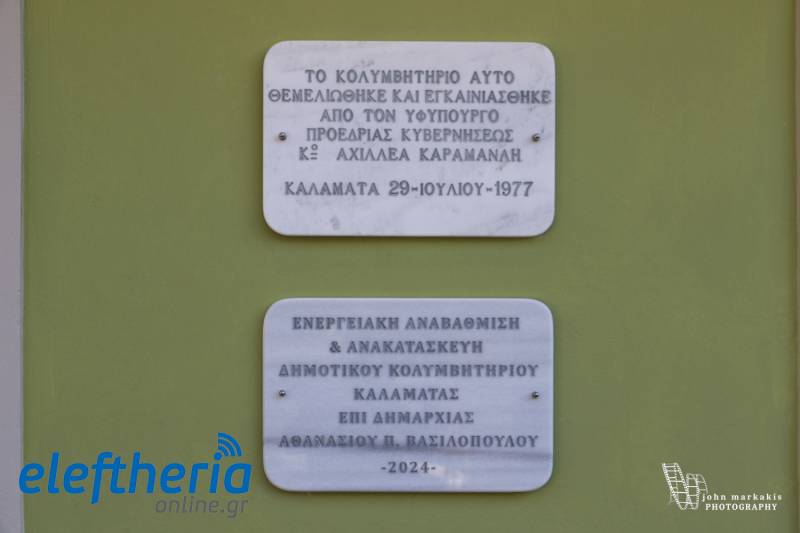 ΤΟ ΚΟΛΥΜΒΗΤΗΡΙΟ ΑΥΤΟ
ΘΕΜΕΛΙΩΘΗΚΕ ΚΑΙ ΕΓΚΑΙΝΙΑΣΘΗΚΕ
ΑΠΟ ΤΟΝ ΥΦΥΠΟΥΡΓΟ
ΠΡΟΕΔΡΙΑΣ ΚΥΒΕΡΝΗΣΕΩΣ
Κο ΑΧΙΛΛΕΑ ΚΑΡΑΜΑΝΛΗ
ΚΑΛΑΜΑΤΑ 29-ΙΟΥΛΙΟΥ-1977
ΕΝΕΡΓΕΙΑΚΗ ΑΝΑΒΑΘΜΙΣΗ
& ΑΝΑΚΑΤΑΣΚΕΥΗ
ΔΗΜΟΤΙΚΟΥ ΚΟΛΥΜΒΗΤΗΡΙΟΥ
ΚΑΛΑΜΑΤΑΣ
ΕΠΙ ΔΗΜΑΡΧΙΑΣ
ΑΘΑΝΑΣΙΟΥ Π. ΒΑΣΙΛΟΠΟΥΛΟΥ
-2024-
eleftheria
online.gr
john markakis
PHOTOGRAPHY